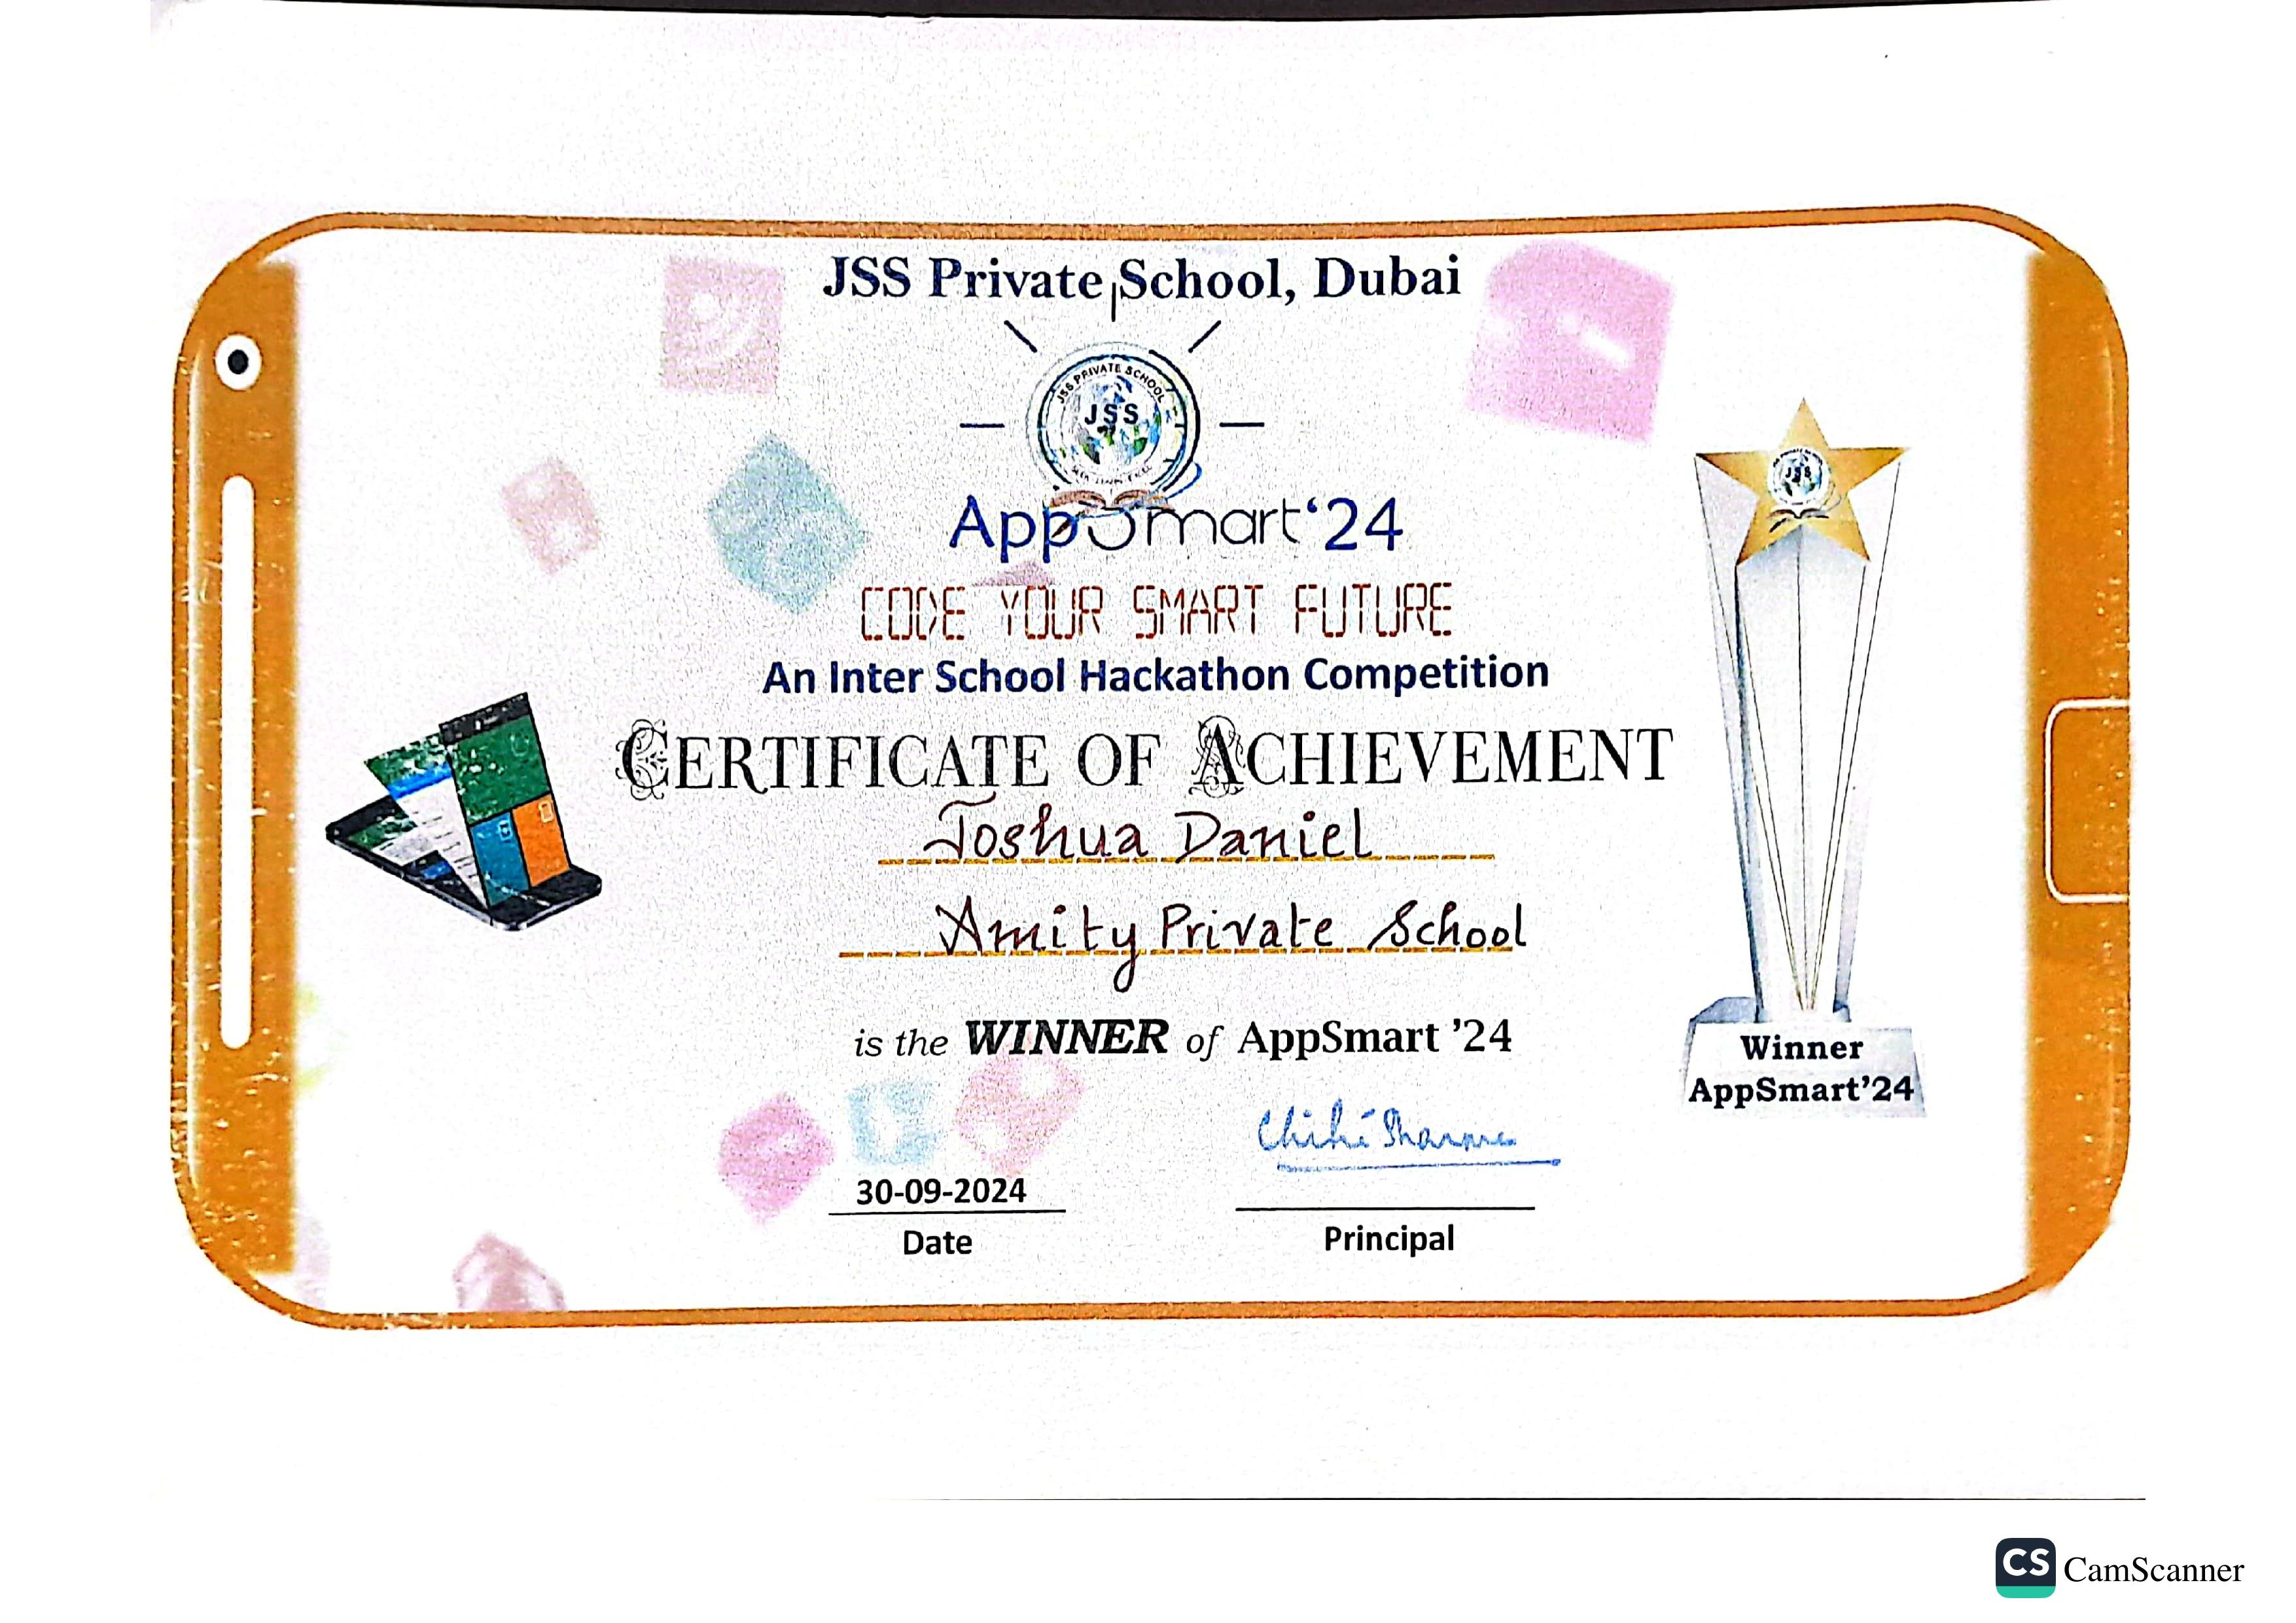 JSS Private School, Dubai
JSS PRIVATE SCHOOL
JSS
AppSmart‘24
CODE YOUR SMART FUTURE
An Inter School Hackathon Competition
CERTIFICATE OF ACHIEVEMENT
Joshua Daniel
Amity Private School
is the WINNER of AppSmart ’24
JSS
Winner
AppSmart’24
30-09-2024
Date
Principal
CS CamScanner